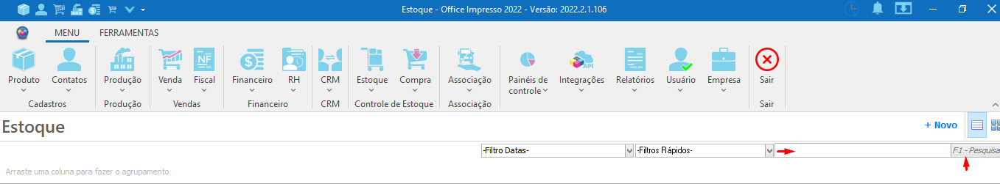 Estoque - Office Impresso 2022 - Versão: 2022.2.1.106
MENU FERRAMENTAS
Produto Contatos Produção Venda Fiscal Financeiro RH CRM Estoque Compra Associação Painéis de controle Integrações Relatórios Usuário Empresa Sair
Cadastros Produção Vendas Financeiro CRM Controle de Estoque Associação Sair
Estoque
+ Novo
-Filtro Datas- -Filtros Rápidos- F1 - Pesquisa
Arraste uma coluna para fazer o agrupamento